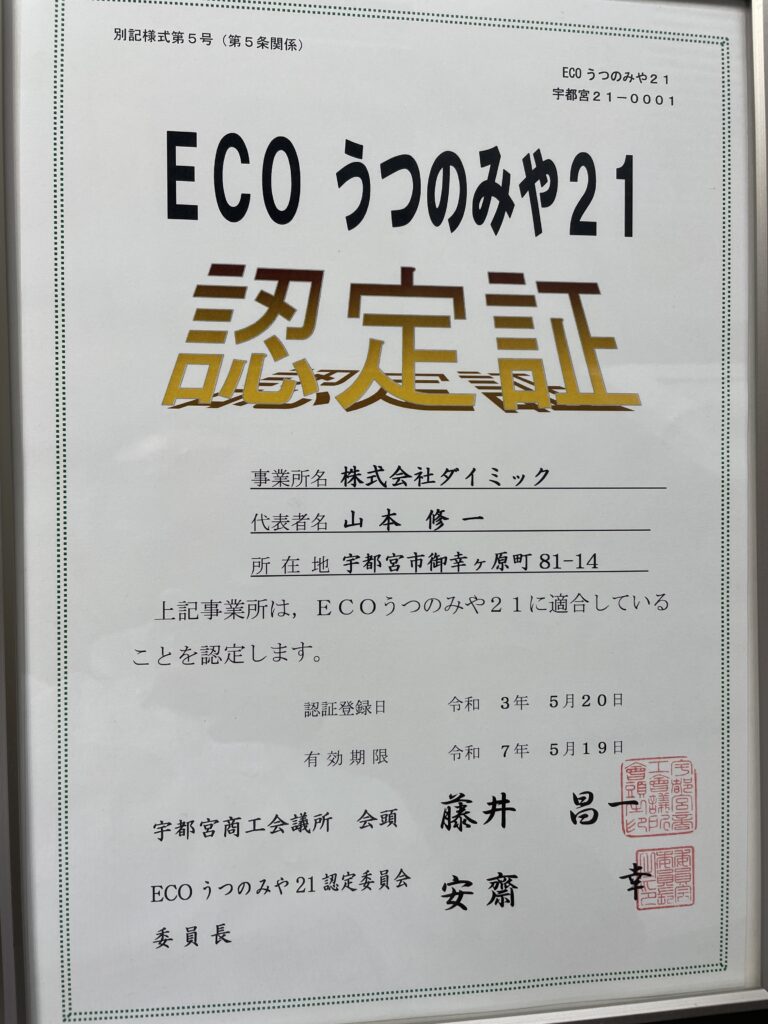 別記様式第５号（第５条関係）
ECO うつのみや２１
宇都宮２１－０００１
ECO うつのみや21
認定証
事業所名 株式会社ダイミック
代表者名 山本 修一
所在地 宇都宮市御幸ヶ原町 81-14
上記事業所は，ＥＣＯうつのみや２１に適合している
ことを認定します。
認証登録日 令和 ３年 ５月２０日
有効期限 令和 ７年 ５月１９日
宇都宮商工会議所 会頭 藤井 昌一
ECO うつのみや 21 認定委員会
委員長 安齋 幸